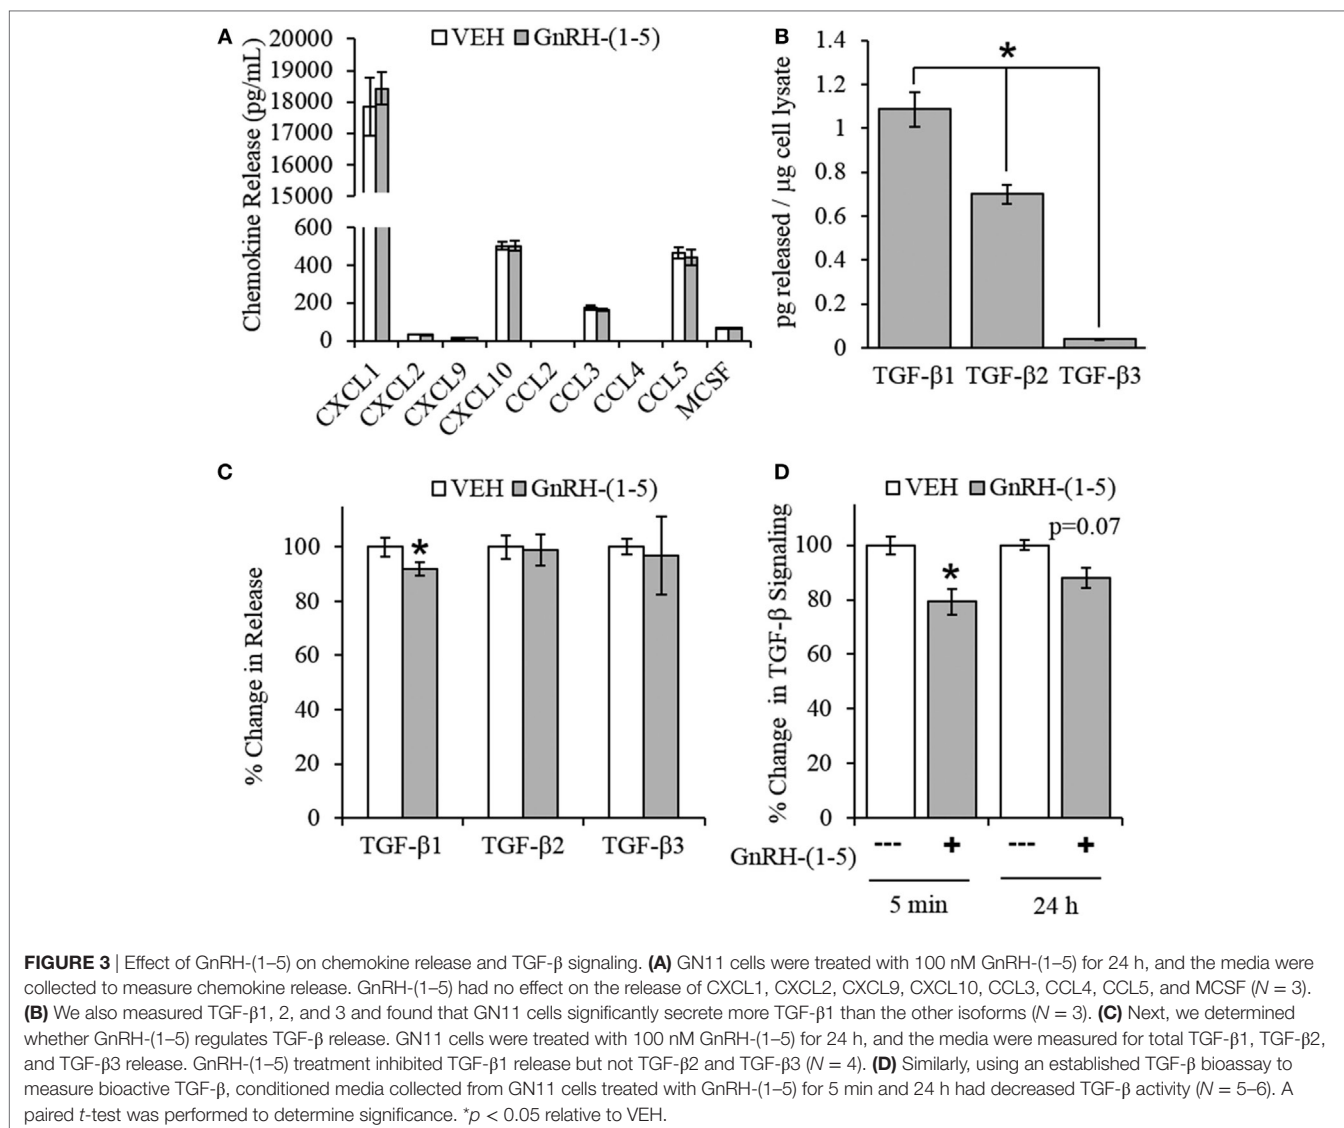 A
VEH GnRH-(1-5)
Chemokine Release (pg/mL)
20000
19000
18000
17000
16000
15000
600
400
200
0
CXCL1 CXCL2 CXCL9 CXCL10 CCL2 CCL3 CCL4 CCL5 MCSF
B
pg released / µg cell lysate
1.4
1.2
1
0.8
0.6
0.4
0.2
0
*
TGF-β1 TGF-β2 TGF-β3
C
VEH GnRH-(1-5)
% Change in Release
100
80
60
40
20
0
*
TGF-β1 TGF-β2 TGF-β3
D
VEH GnRH-(1-5)
% Change in TGF-β Signaling
100
80
60
40
20
0
*
p=0.07
GnRH-(1-5) --- + --- +
5 min 24 h
FIGURE 3 | Effect of GnRH-(1–5) on chemokine release and TGF-β signaling. (A) GN11 cells were treated with 100 nM GnRH-(1–5) for 24 h, and the media were
collected to measure chemokine release. GnRH-(1–5) had no effect on the release of CXCL1, CXCL2, CXCL9, CXCL10, CCL3, CCL4, CCL5, and MCSF (N = 3).
(B) We also measured TGF-β1, 2, and 3 and found that GN11 cells significantly secrete more TGF-β1 than the other isoforms (N = 3). (C) Next, we determined
whether GnRH-(1–5) regulates TGF-β release. GN11 cells were treated with 100 nM GnRH-(1–5) for 24 h, and the media were measured for total TGF-β1, TGF-β2,
and TGF-β3 release. GnRH-(1–5) treatment inhibited TGF-β1 release but not TGF-β2 and TGF-β3 (N = 4). (D) Similarly, using an established TGF-β bioassay to
measure bioactive TGF-β, conditioned media collected from GN11 cells treated with GnRH-(1–5) for 5 min and 24 h had decreased TGF-β activity (N = 5–6). A
paired t-test was performed to determine significance. *p < 0.05 relative to VEH.